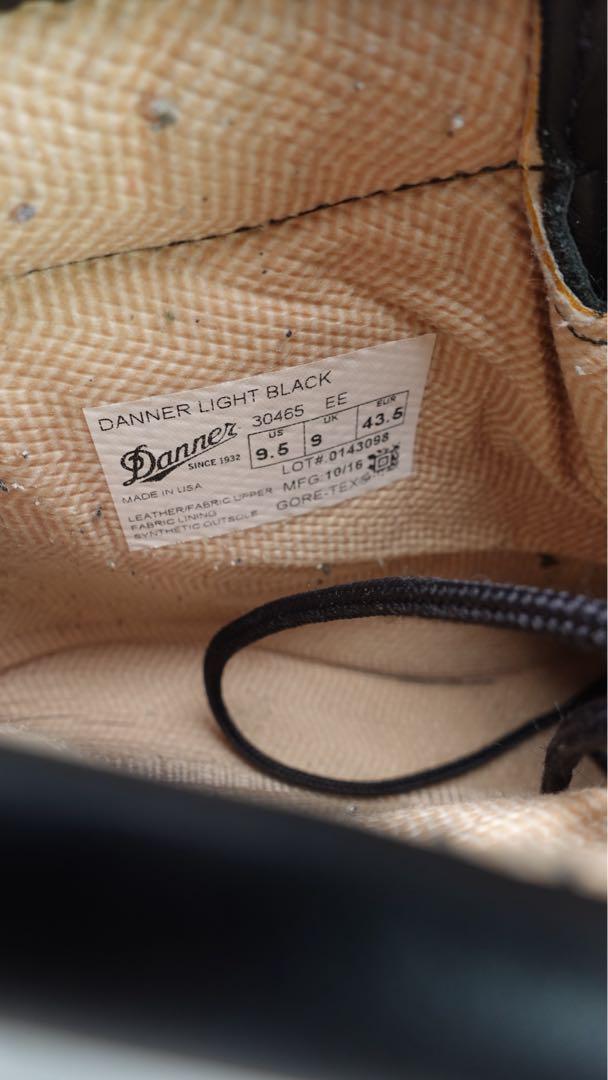 DANNER LIGHT BLACK
30465 EE
Danner
SINCE 1932
US UK EUR
9.5 9 43.5
LOT#.0143098
MADE IN USA
MFG.10/16
LEATHER/FABRIC UPPER
FABRIC LINING
SYNTHETIC OUTSOLE
GORE-TEX®